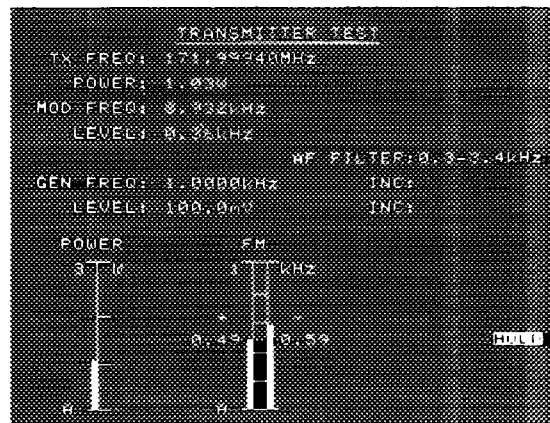 TRANSMITTER TEST
TX FREQ: 171.99940MHz
POWER: 1.03W
MOD FREQ:
LEVEL: 0.36kHz
AF FILTER:0.3-3.4kHz
GEN FREQ: 1.0000kHz INC:
LEVEL: 100.0mV INC:
POWER FM
3 W 1 kHz
+ -
0.49 0.59
HOLD
0 0